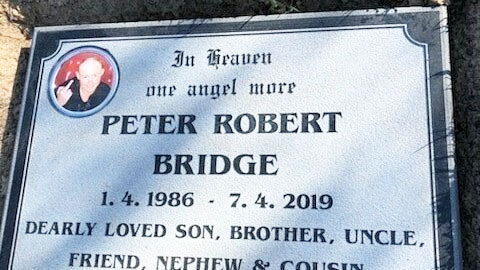 In Heaven
one angel more
PETER ROBERT
BRIDGE
1. 4. 1986 - 7. 4. 2019
DEARLY LOVED SON, BROTHER, UNCLE,
FRIEND, NEPHEW & COUSIN